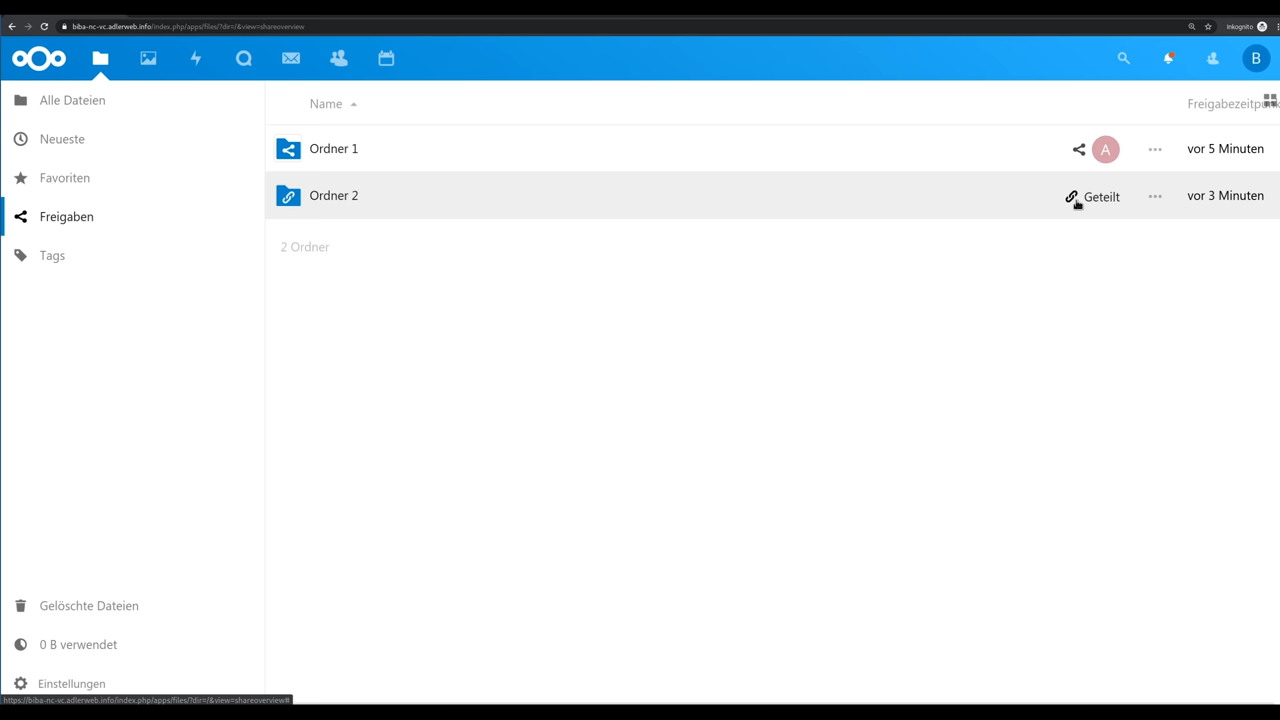 biba-nc-vc.adlerweb.info/index.php/apps/files/?dir=/&view=shareoverview
Inkognito
B
Alle Dateien
Neueste
Favoriten
Freigaben
Tags
Name
Ordner 1
A
vor 5 Minuten
Ordner 2
Geteilt
vor 3 Minuten
2 Ordner
Gelöschte Dateien
0 B verwendet
Einstellungen
https://biba-nc-vc.adlerweb.info/index.php/apps/files/?dir=/&view=shareoverview#